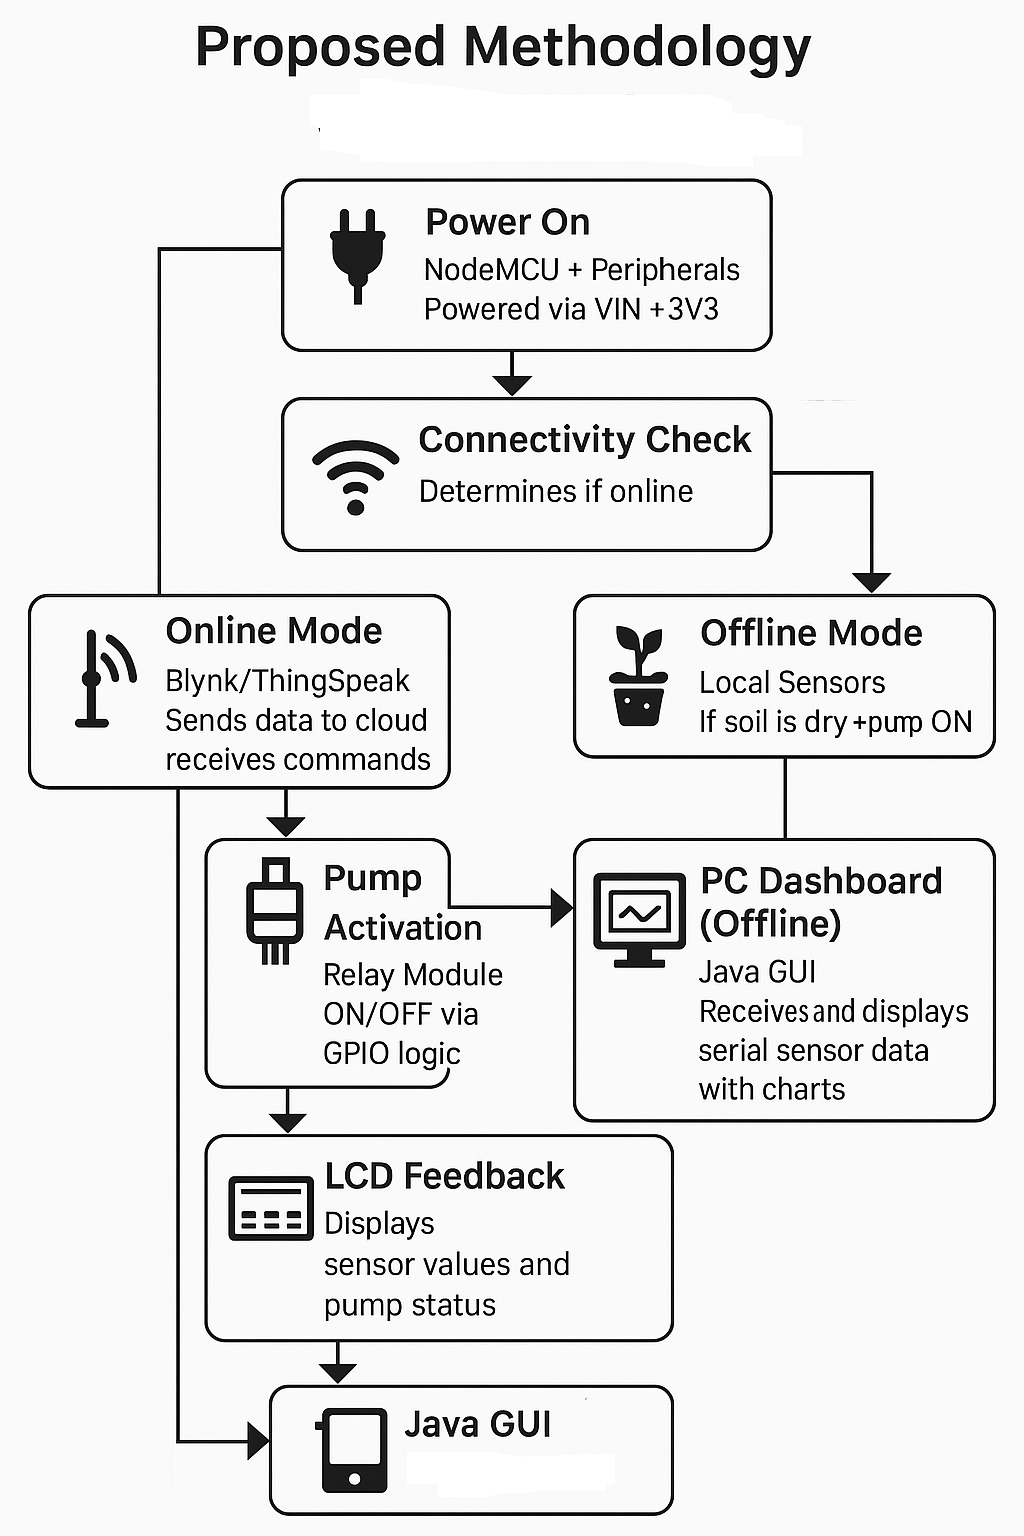 Proposed Methodology
Power On
NodeMCU + Peripherals
Powered via VIN +3V3
Connectivity Check
Determines if online
Online Mode
Blynk/ThingSpeak
Sends data to cloud
receives commands
Offline Mode
Local Sensors
If soil is dry +pump ON
Pump
Activation
Relay Module
ON/OFF via
GPIO logic
PC Dashboard
(Offline)
Java GUI
Receives and displays
serial sensor data
with charts
LCD Feedback
Displays
sensor values and
pump status
Java GUI